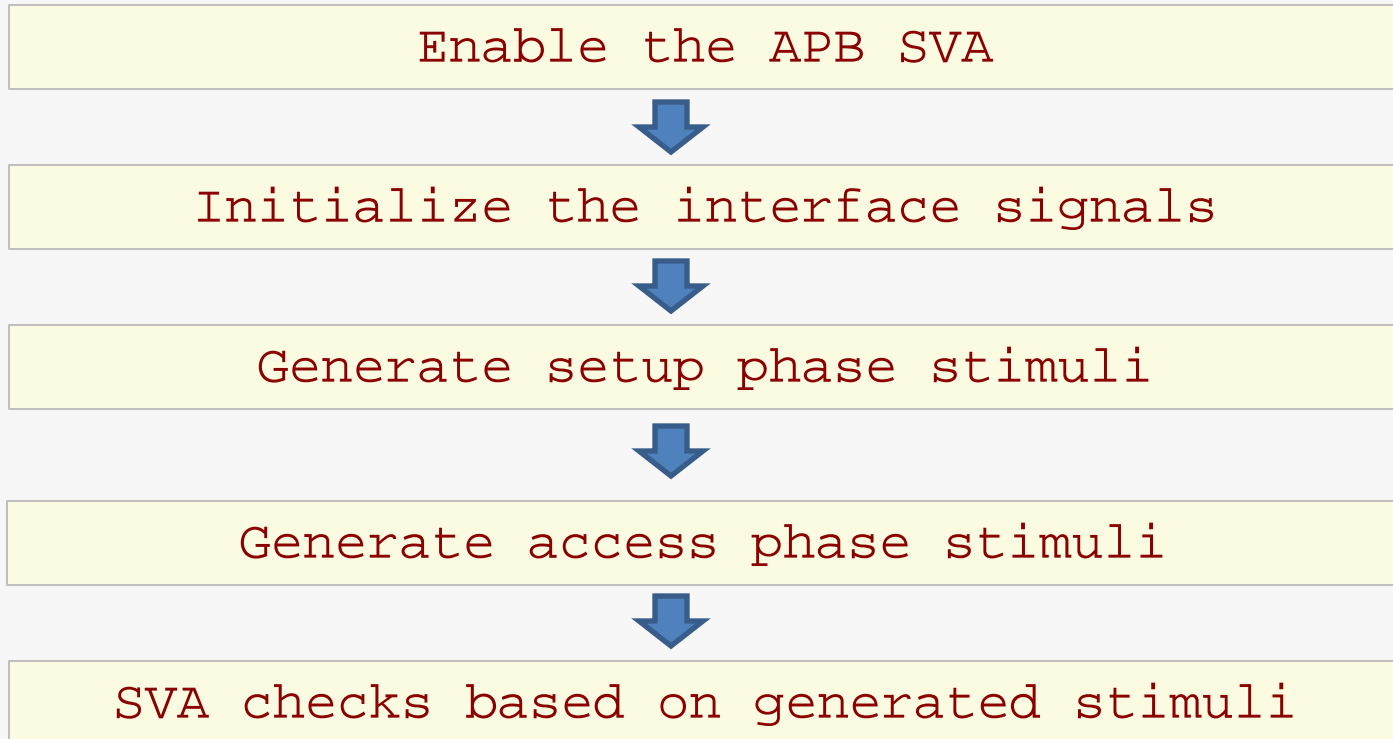 Enable the APB SVA
Initialize the interface signals
Generate setup phase stimuli
Generate access phase stimuli
SVA checks based on generated stimuli